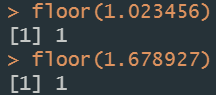 > floor(1.023456)
[1] 1
> floor(1.678927)
[1] 1